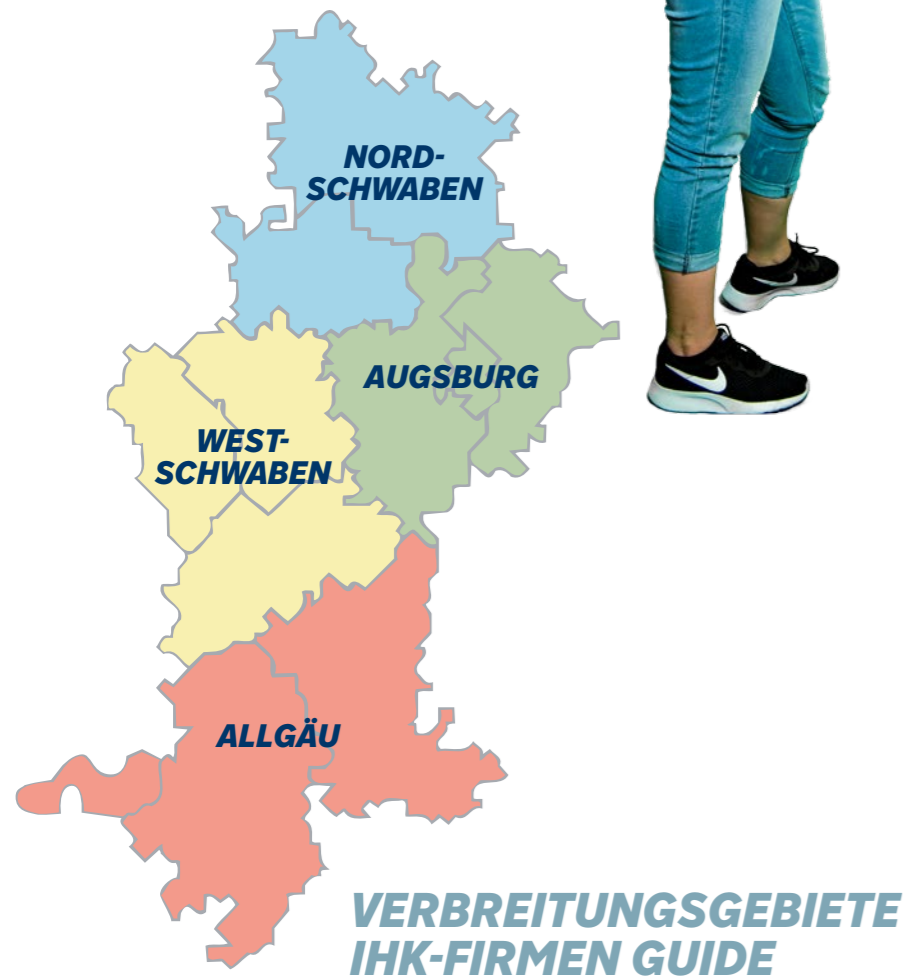 NORD-
SCHWABEN
AUGSBURG
WEST-
SCHWABEN
ALLGÄU
VERBREITUNGSGEBIETE
IHK-FIRMEN GUIDE